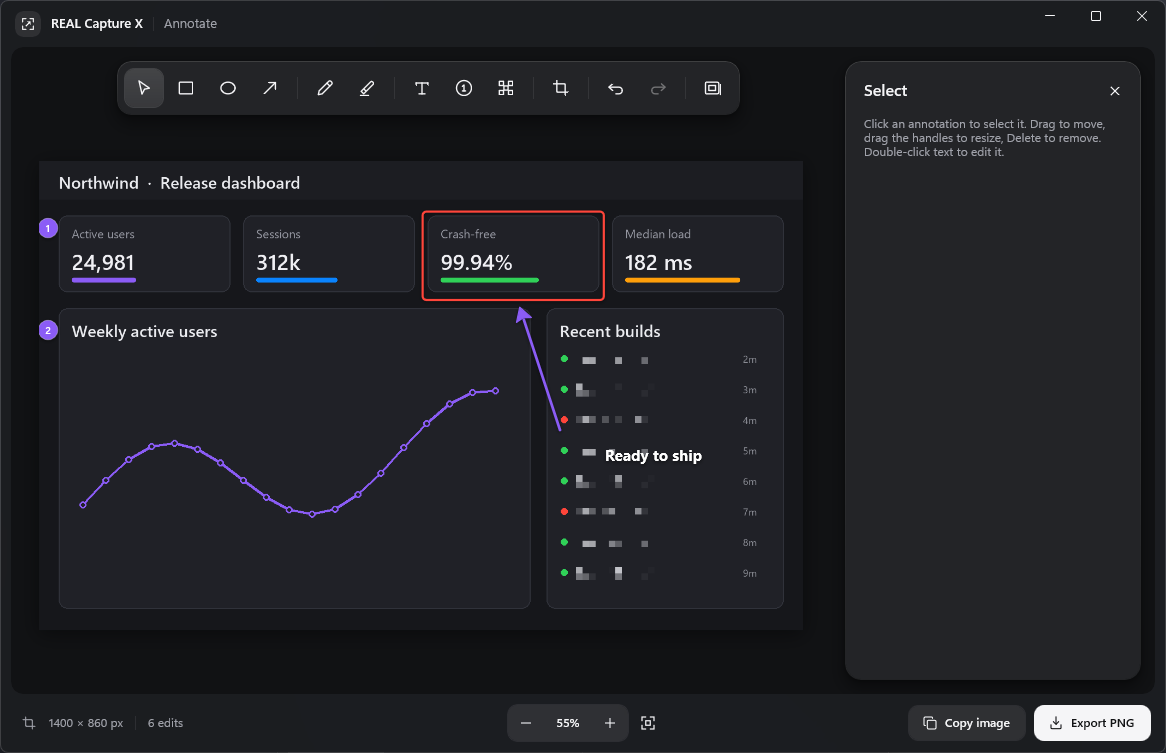 REAL Capture X Annotate
Select
Click an annotation to select it. Drag to move,
drag the handles to resize, Delete to remove.
Double-click text to edit it.
Northwind · Release dashboard
1
Active users
24,981
Sessions
312k
Crash-free
99.94%
Median load
182 ms
2
Weekly active users
Recent builds
2m
3m
4m
5m
Ready to ship
6m
7m
8m
9m
1400 × 860 px
6 edits
55%
Copy image
Export PNG